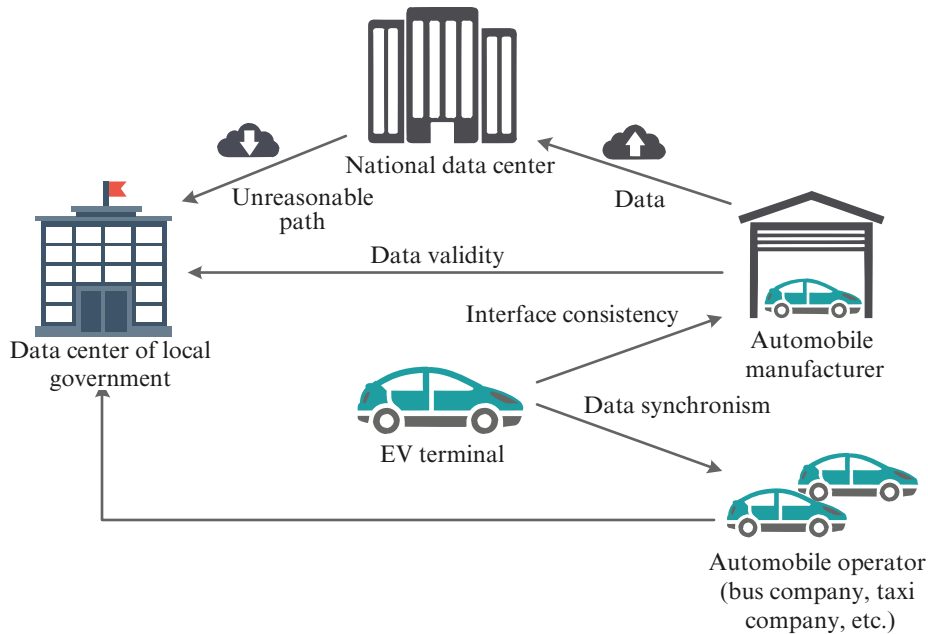 National data center
Unreasonable
path
Data
Data validity
Interface consistency
Data center of local
government
Automobile
manufacturer
Data synchronism
EV terminal
Automobile operator
(bus company, taxi
company, etc.)